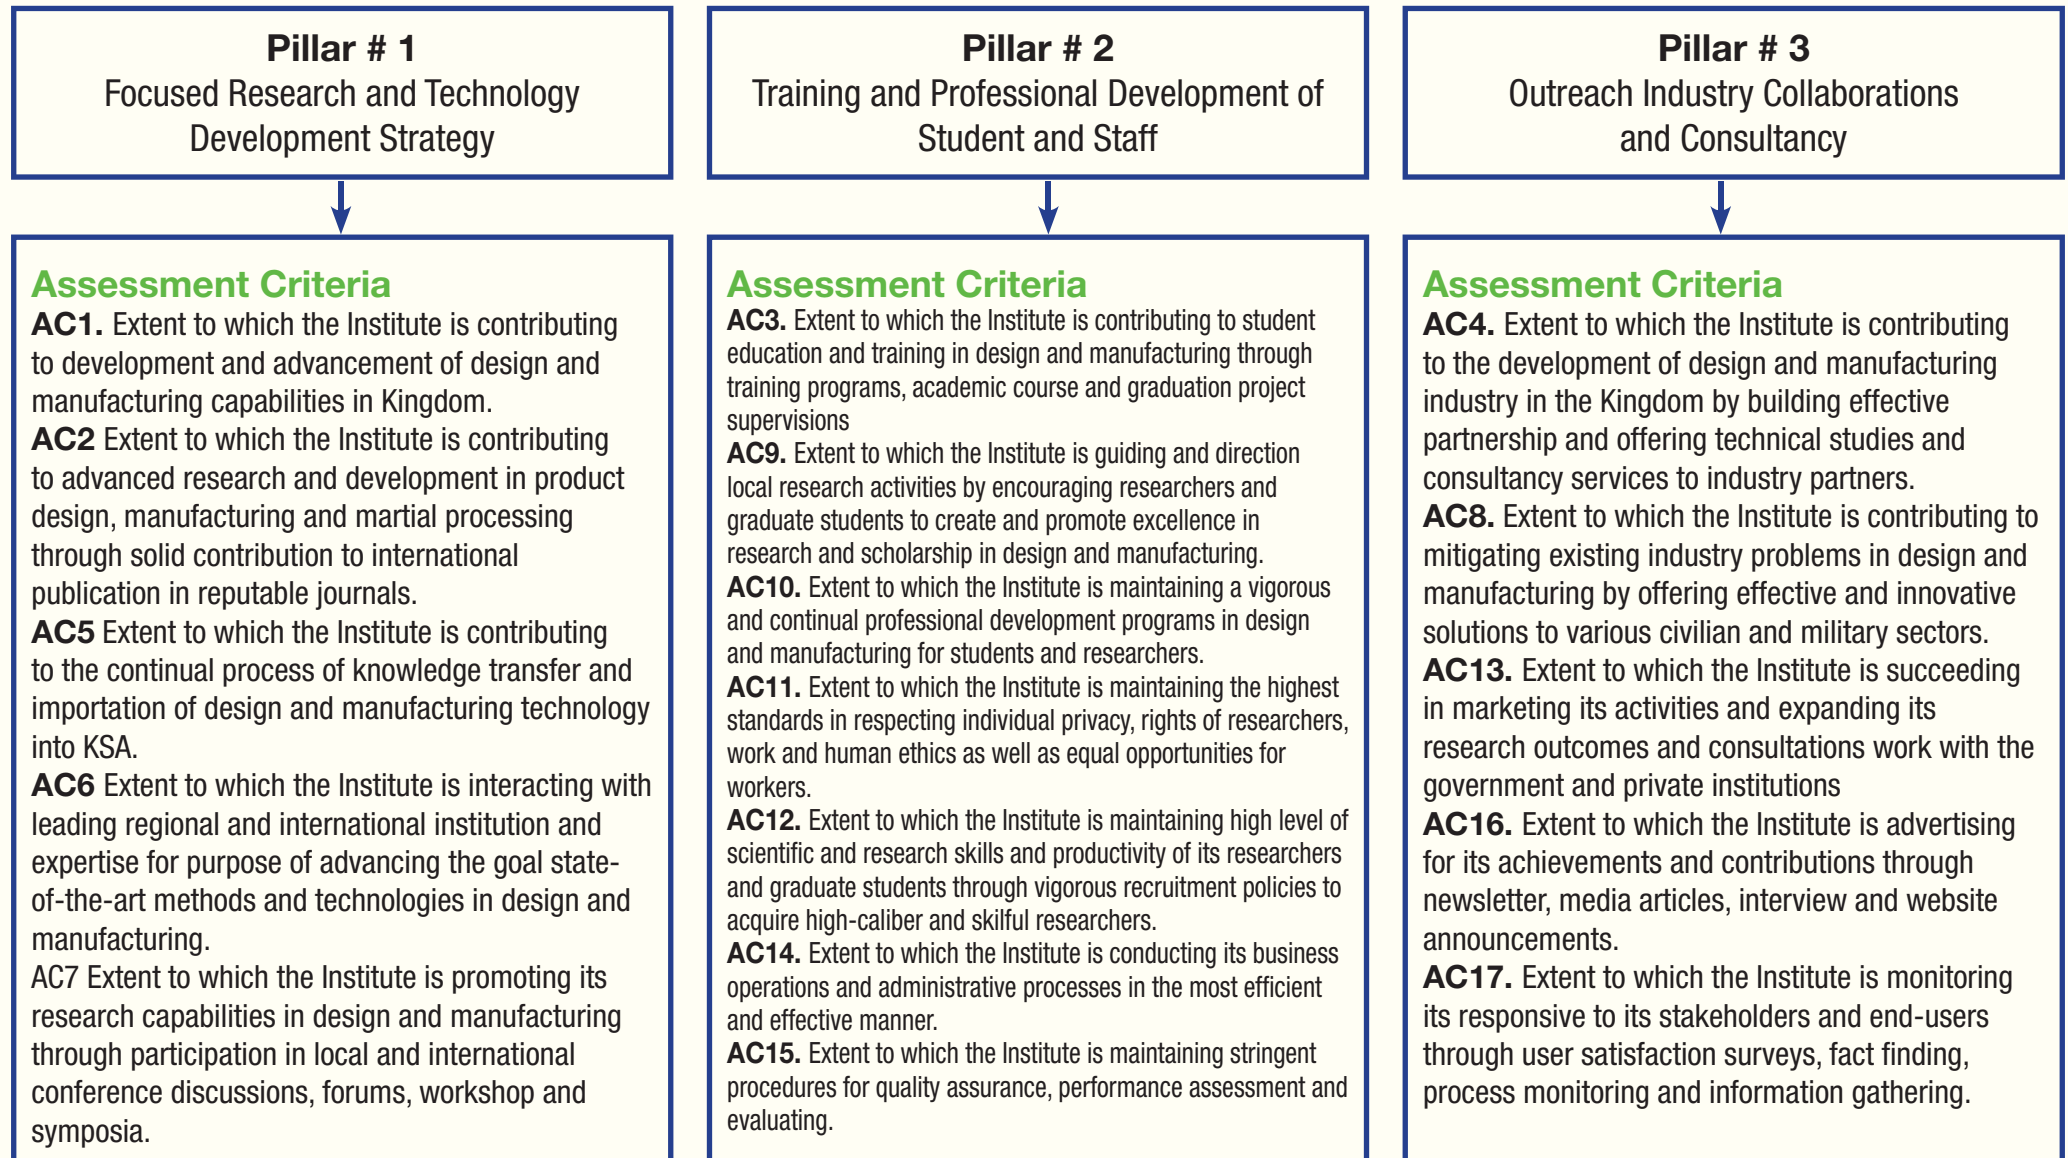 Pillar # 1
Focused Research and Technology
Development Strategy
Assessment Criteria
AC1. Extent to which the Institute is contributing
to development and advancement of design and
manufacturing capabilities in Kingdom.
AC2 Extent to which the Institute is contributing
to advanced research and development in product
design, manufacturing and martial processing
through solid contribution to international
publication in reputable journals.
AC5 Extent to which the Institute is contributing
to the continual process of knowledge transfer and
importation of design and manufacturing technology
into KSA.
AC6 Extent to which the Institute is interacting with
leading regional and international institution and
expertise for purpose of advancing the goal state-
of-the-art methods and technologies in design and
manufacturing.
AC7 Extent to which the Institute is promoting its
research capabilities in design and manufacturing
through participation in local and international
conference discussions, forums, workshop and
symposia.
Pillar # 2
Training and Professional Development of
Student and Staff
Assessment Criteria
AC3. Extent to which the Institute is contributing to student
education and training in design and manufacturing through
training programs, academic course and graduation project
supervisions
AC9. Extent to which the Institute is guiding and direction
local research activities by encouraging researchers and
graduate students to create and promote excellence in
research and scholarship in design and manufacturing.
AC10. Extent to which the Institute is maintaining a vigorous
and continual professional development programs in design
and manufacturing for students and researchers.
AC11. Extent to which the Institute is maintaining the highest
standards in respecting individual privacy, rights of researchers,
work and human ethics as well as equal opportunities for
workers.
AC12. Extent to which the Institute is maintaining high level of
scientific and research skills and productivity of its researchers
and graduate students through vigorous recruitment policies to
acquire high-caliber and skilful researchers.
AC14. Extent to which the Institute is conducting its business
operations and administrative processes in the most efficient
and effective manner.
AC15. Extent to which the Institute is maintaining stringent
procedures for quality assurance, performance assessment and
evaluating.
Pillar # 3
Outreach Industry Collaborations
and Consultancy
Assessment Criteria
AC4. Extent to which the Institute is contributing
to the development of design and manufacturing
industry in the Kingdom by building effective
partnership and offering technical studies and
consultancy services to industry partners.
AC8. Extent to which the Institute is contributing to
mitigating existing industry problems in design and
manufacturing by offering effective and innovative
solutions to various civilian and military sectors.
AC13. Extent to which the Institute is succeeding
in marketing its activities and expanding its
research outcomes and consultations work with the
government and private institutions
AC16. Extent to which the Institute is advertising
for its achievements and contributions through
newsletter, media articles, interview and website
announcements.
AC17. Extent to which the Institute is monitoring
its responsive to its stakeholders and end-users
through user satisfaction surveys, fact finding,
process monitoring and information gathering.